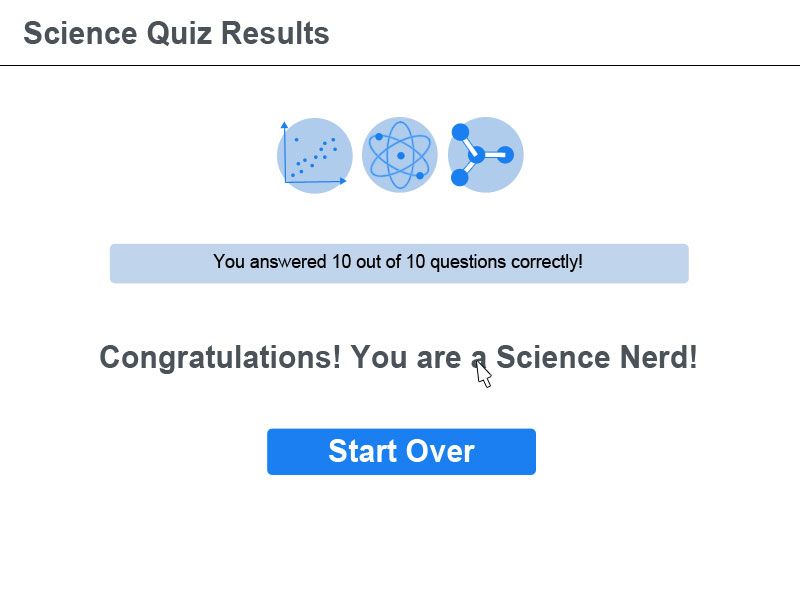 Science Quiz Results
You answered 10 out of 10 questions correctly!
Congratulations! You are a Science Nerd!
Start Over